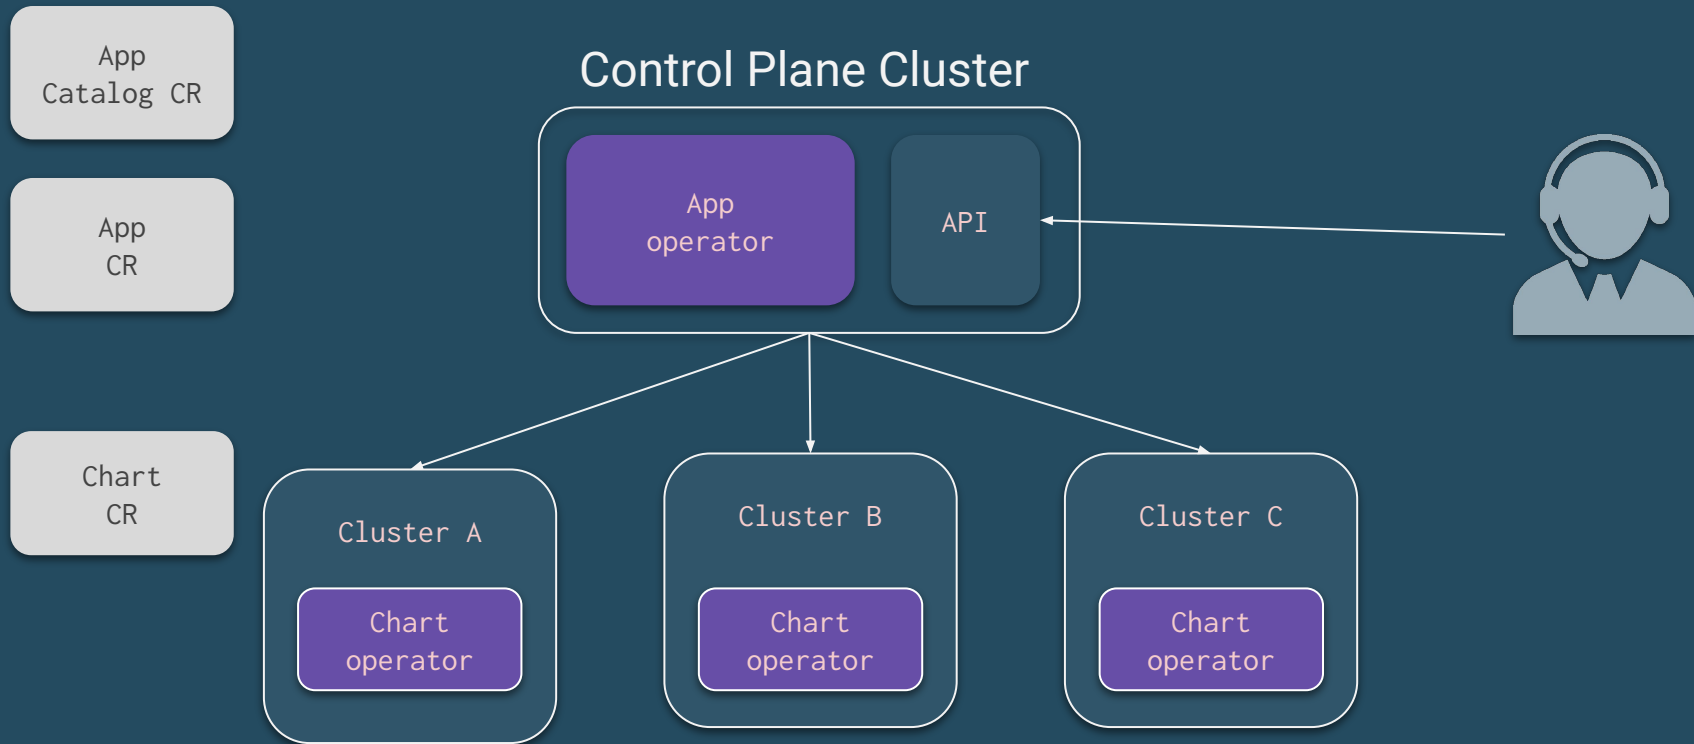 App
Catalog CR
Control Plane Cluster
App
CR
App
operator
API
Chart
CR
Cluster A
Cluster B
Cluster C
Chart
operator
Chart
operator
Chart
operator